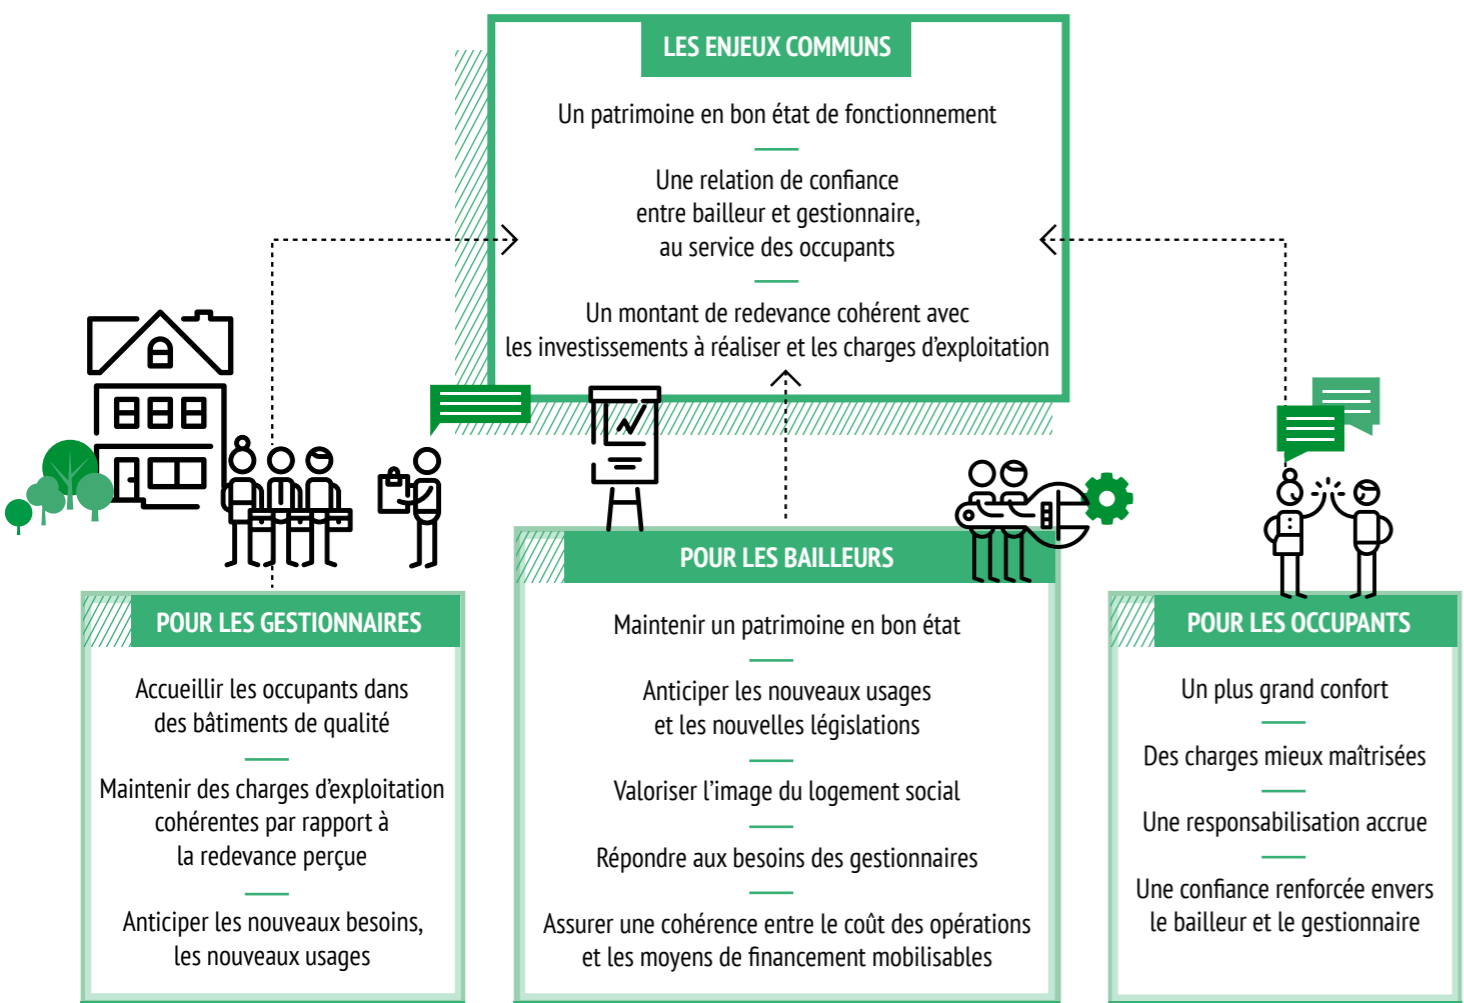 LES ENJEUX COMMUNS
Un patrimoine en bon état de fonctionnement
Une relation de confiance
entre bailleur et gestionnaire,
au service des occupants
Un montant de redevance cohérent avec
les investissements à réaliser et les charges d’exploitation
POUR LES GESTIONNAIRES
Accueillir les occupants dans
des bâtiments de qualité
Maintenir des charges d’exploitation
cohérentes par rapport à
la redevance perçue
Anticiper les nouveaux besoins,
les nouveaux usages
POUR LES BAILLEURS
Maintenir un patrimoine en bon état
Anticiper les nouveaux usages
et les nouvelles législations
Valoriser l’image du logement social
Répondre aux besoins des gestionnaires
Assurer une cohérence entre le coût des opérations
et les moyens de financement mobilisables
POUR LES OCCUPANTS
Un plus grand confort
Des charges mieux maîtrisées
Une responsabilisation accrue
Une confiance renforcée envers
le bailleur et le gestionnaire